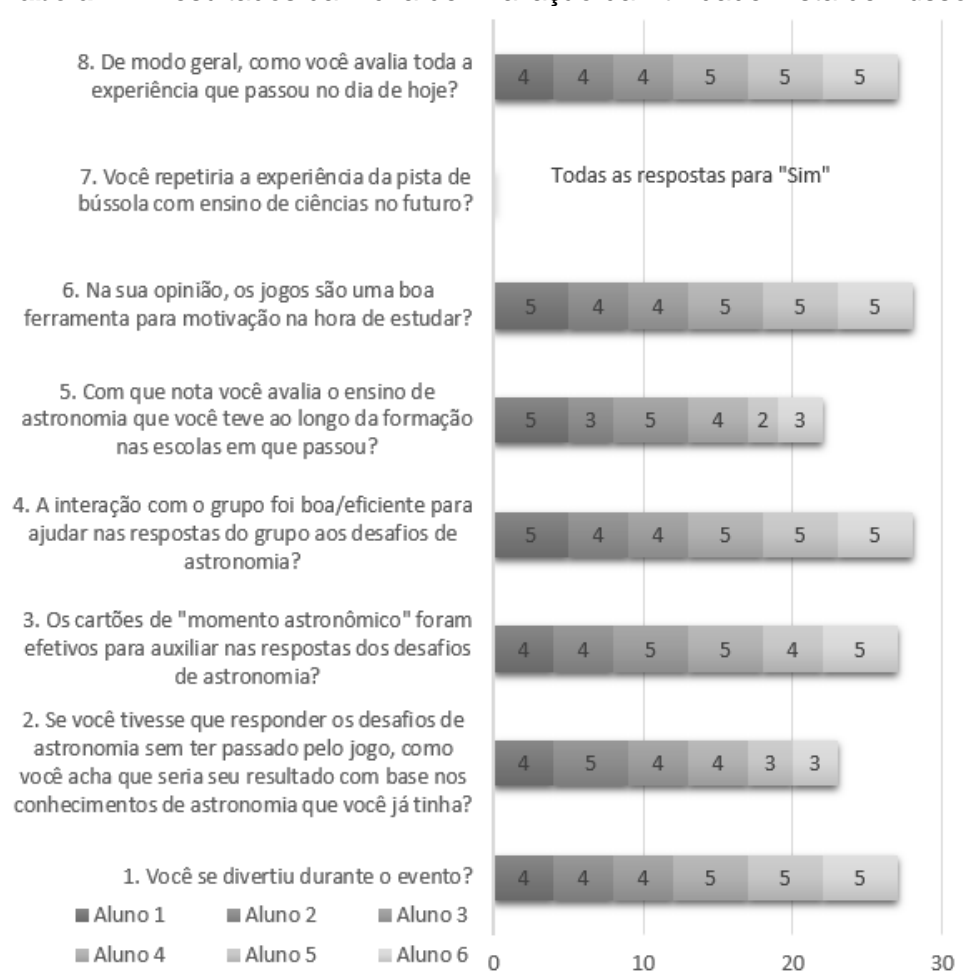 8. De modo geral, como você avalia toda a
experiência que passou no dia de hoje?
4 4 4 5 5 5
7. Você repetiria a experiência da pista de
bússola com ensino de ciências no futuro?
Todas as respostas para "Sim"
6. Na sua opinião, os jogos são uma boa
ferramenta para motivação na hora de estudar?
5 4 4 5 5 5
5. Com que nota você avalia o ensino de
astronomia que você teve ao longo da formação
nas escolas em que passou?
5 3 5 4 2 3
4. A interação com o grupo foi boa/eficiente para
ajudar nas respostas do grupo aos desafios de
astronomia?
5 4 4 5 5 5
3. Os cartões de "momento astronômico" foram
efetivos para auxiliar nas respostas dos desafios
de astronomia?
4 4 5 5 4 5
2. Se você tivesse que responder os desafios de
astronomia sem ter passado pelo jogo, como
você acha que seria seu resultado com base nos
conhecimentos de astronomia que você já tinha?
4 5 4 4 3 3
1. Você se divertiu durante o evento?
4 4 4 5 5 5
Aluno 1 Aluno 2 Aluno 3
Aluno 4 Aluno 5 Aluno 6
0 10 20 30